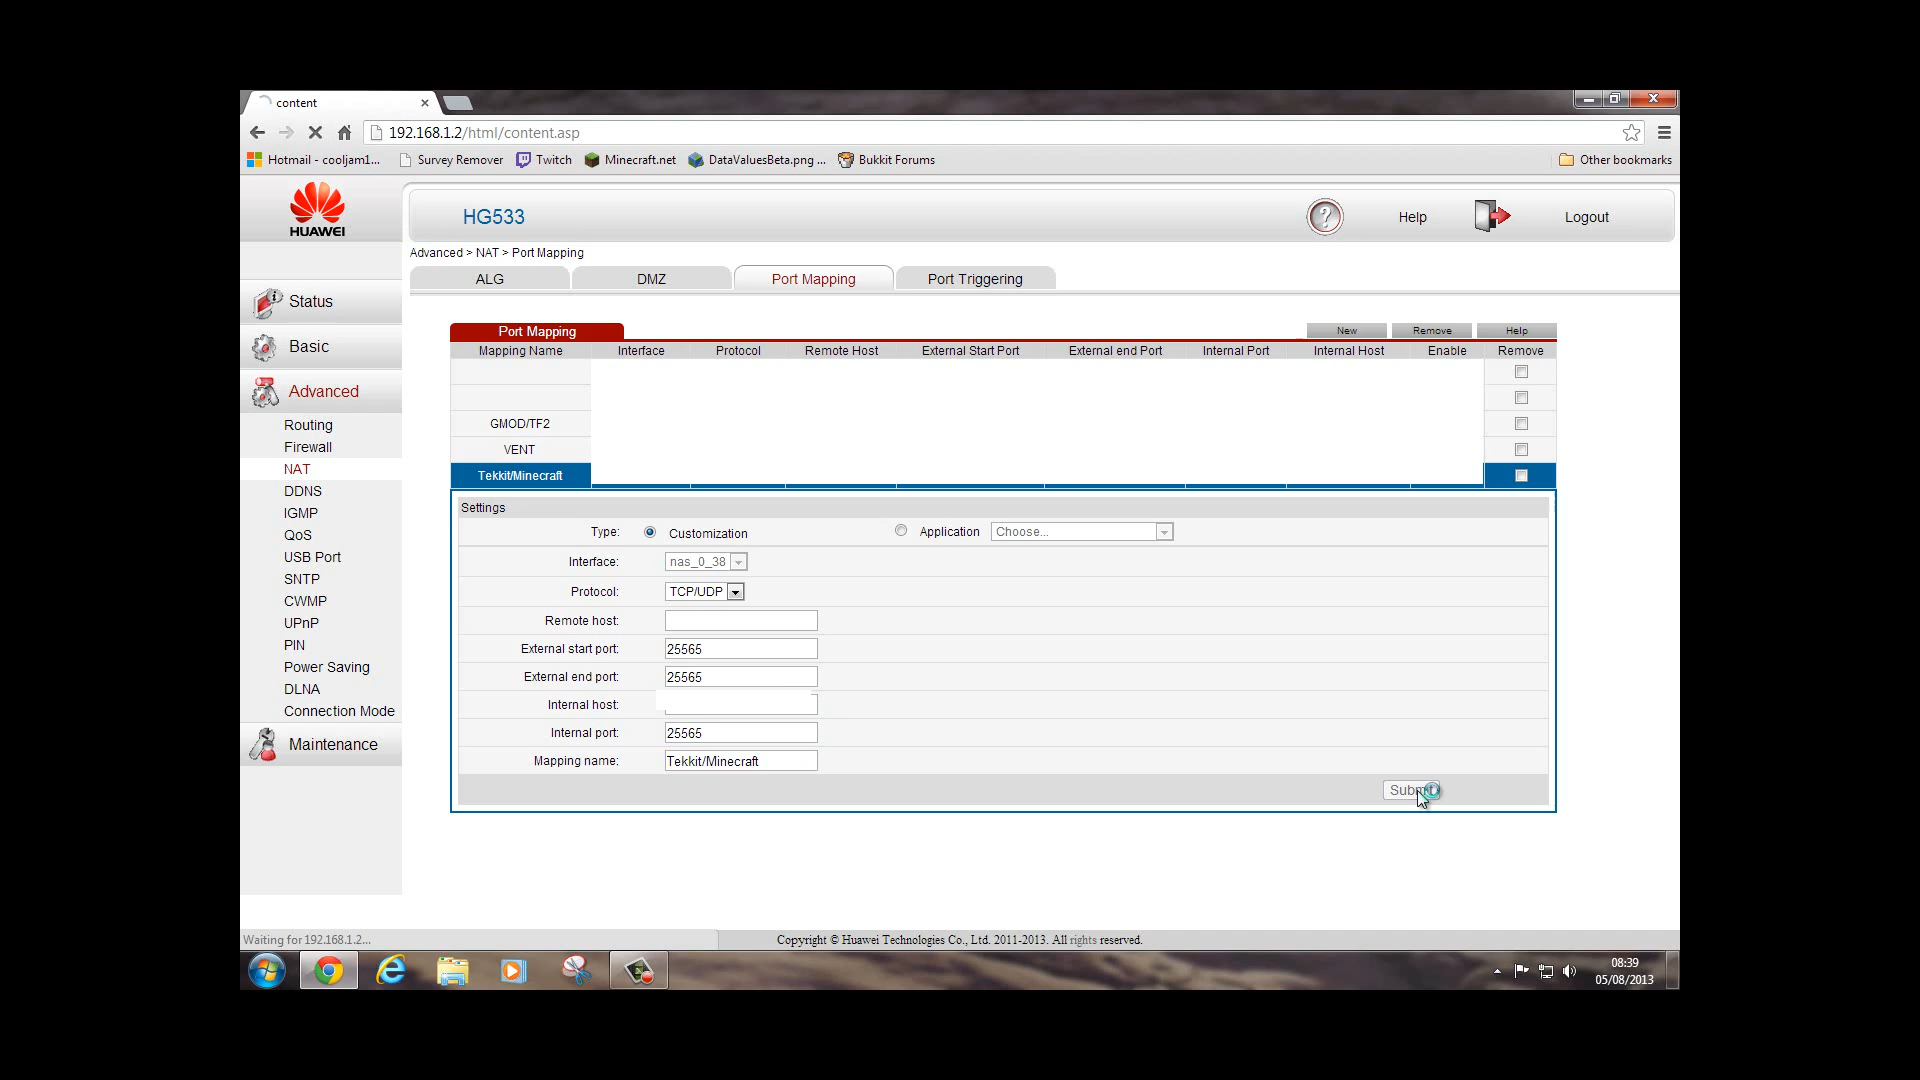 content
192.168.1.2/html/content.asp
Hotmail - cooljam1... Survey Remover Twitch Minecraft.net DataValuesBeta.png ... Bukkit Forums Other bookmarks
HUAWEI
HG533
Help
Logout
Advanced > NAT > Port Mapping
ALG DMZ Port Mapping Port Triggering
Status
Basic
Advanced
Routing
Firewall
NAT
DDNS
IGMP
QoS
USB Port
SNTP
CWMP
UPnP
PIN
Power Saving
DLNA
Connection Mode
Maintenance
Port Mapping New Remove Help
Mapping Name Interface Protocol Remote Host External Start Port External end Port Internal Port Internal Host Enable Remove
GMOD/TF2
VENT
Tekkit/Minecraft
Settings
Type: Customization Application Choose...
Interface: nas_0_38
Protocol: TCP/UDP
Remote host:
External start port: 25565
External end port: 25565
Internal host:
Internal port: 25565
Mapping name: Tekkit/Minecraft
Submit
Waiting for 192.168.1.2...
Copyright © Huawei Technologies Co., Ltd. 2011-2013. All rights reserved.
08:39
05/08/2013